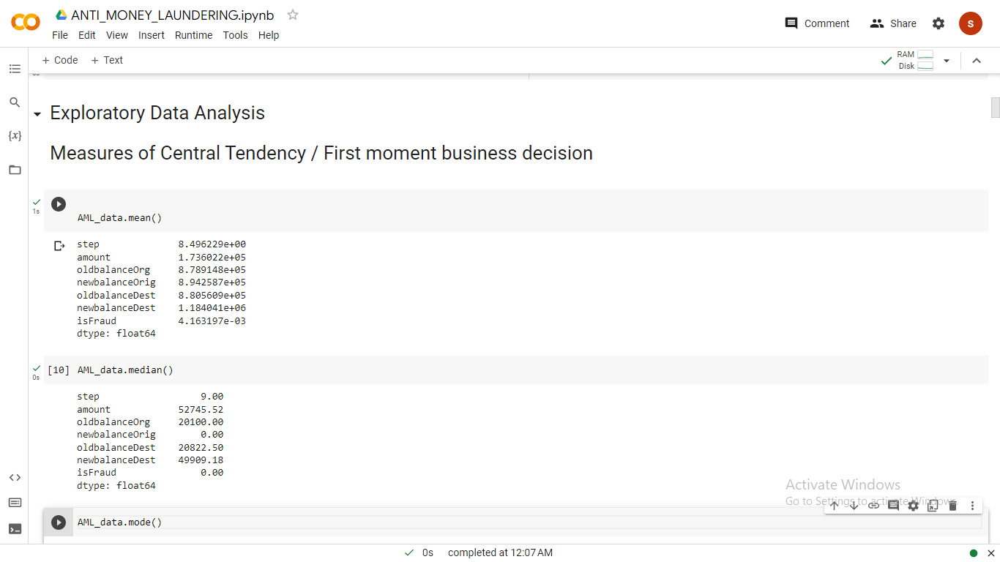 ANTI_MONEY_LAUNDERING.ipynb
File Edit View Insert Runtime Tools Help
Comment Share S
+ Code + Text
RAM
Disk
Exploratory Data Analysis
Measures of Central Tendency / First moment business decision
1s
AML_data.mean()
step 8.496229e+00
amount 1.736022e+05
oldbalanceOrg 8.789148e+05
newbalanceOrig 8.942587e+05
oldbalanceDest 8.805609e+05
newbalanceDest 1.184041e+06
isFraud 4.163197e-03
dtype: float64
0s
[10] AML_data.median()
step 9.00
amount 52745.52
oldbalanceOrg 20100.00
newbalanceOrig 0.00
oldbalanceDest 20822.50
newbalanceDest 49909.18
isFraud 0.00
dtype: float64
Activate Windows
Go to Settings to activate Windows.
AML_data.mode()
0s completed at 12:07 AM